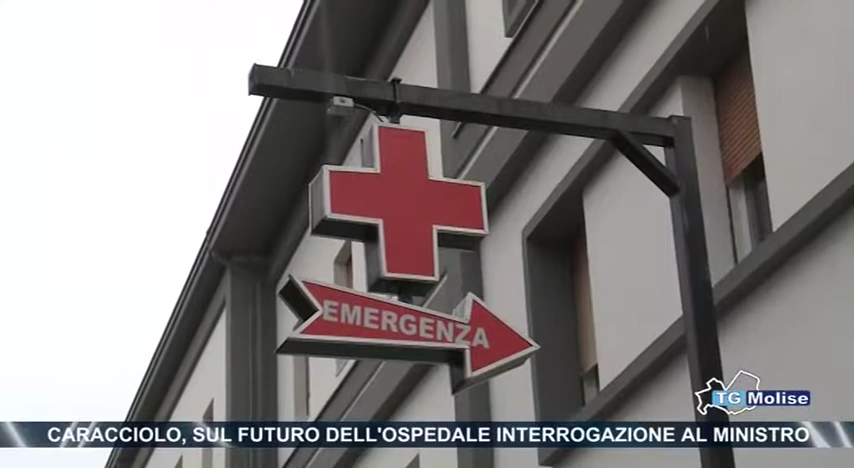 EMERGENZA
TG Molise
CARACCIOLO, SUL FUTURO DELL'OSPEDALE INTERROGAZIONE AL MINISTRO